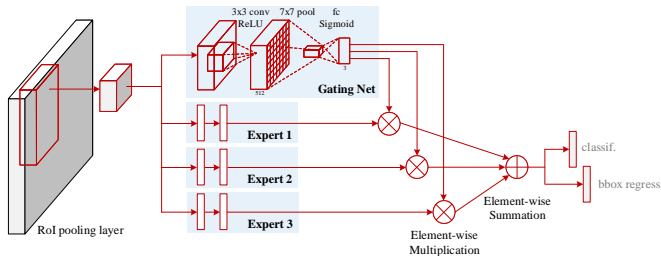 3x3 conv 7x7 pool fc
ReLU Sigmoid
512
3
Gating Net
Expert 1
Expert 2
Expert 3
RoI pooling layer
Element-wise
Multiplication
Element-wise
Summation
classif.
bbox regress